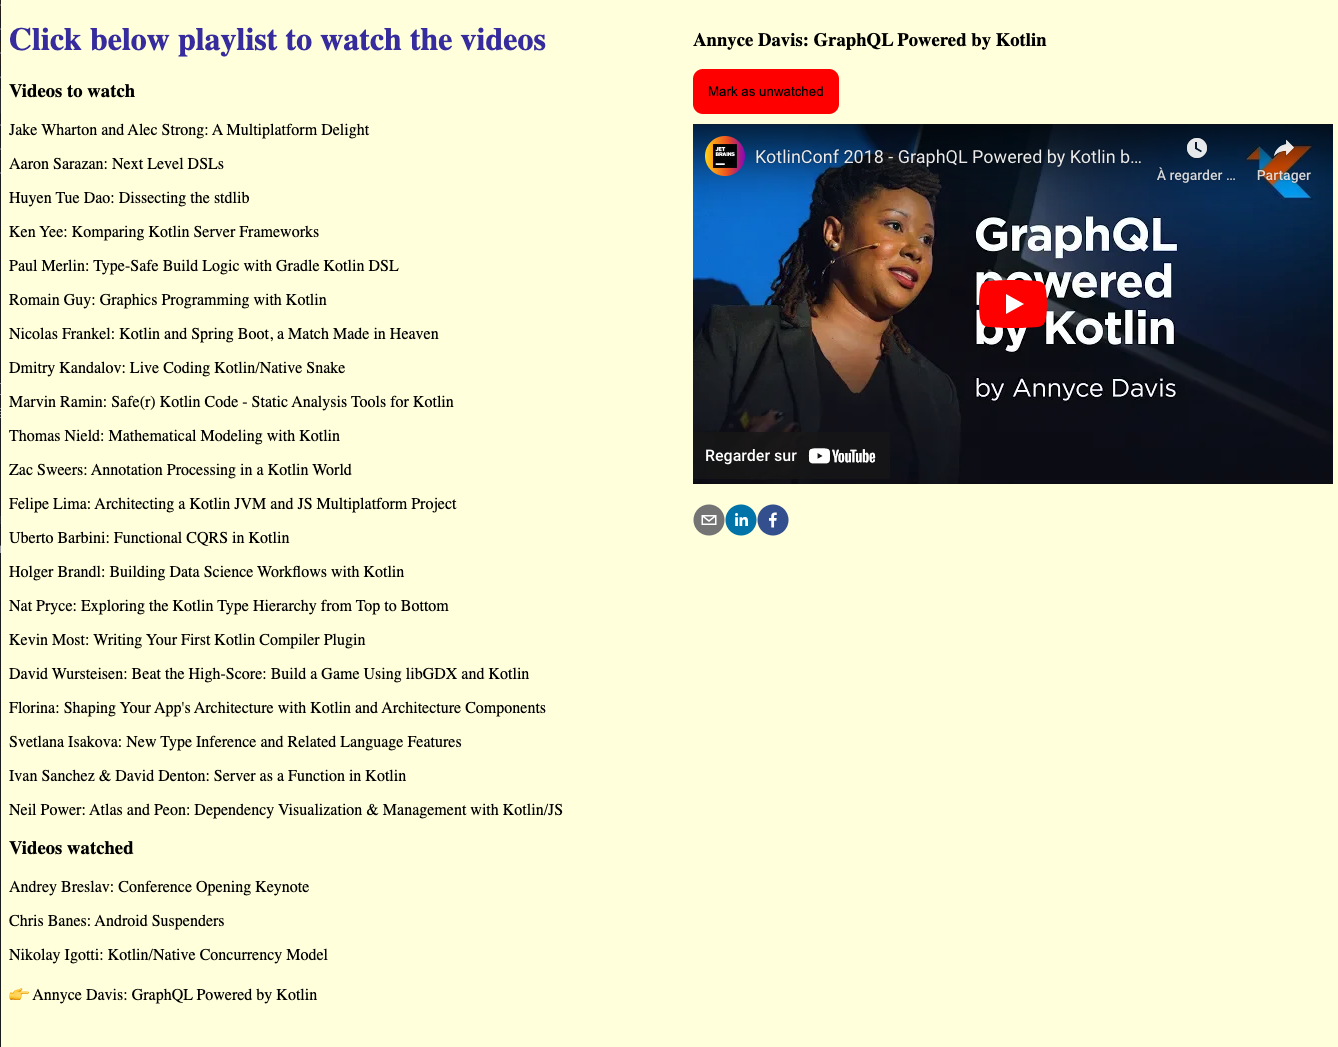 Click below playlist to watch the videos
Videos to watch
Jake Wharton and Alec Strong: A Multiplatform Delight
Aaron Sarazan: Next Level DSLs
Huyen Tue Dao: Dissecting the stdlib
Ken Yee: Komparing Kotlin Server Frameworks
Paul Merlin: Type-Safe Build Logic with Gradle Kotlin DSL
Romain Guy: Graphics Programming with Kotlin
Nicolas Frankel: Kotlin and Spring Boot, a Match Made in Heaven
Dmitry Kandalov: Live Coding Kotlin/Native Snake
Marvin Ramin: Safe(r) Kotlin Code - Static Analysis Tools for Kotlin
Thomas Nield: Mathematical Modeling with Kotlin
Zac Sweers: Annotation Processing in a Kotlin World
Felipe Lima: Architecting a Kotlin JVM and JS Multiplatform Project
Uberto Barbini: Functional CQRS in Kotlin
Holger Brandl: Building Data Science Workflows with Kotlin
Nat Pryce: Exploring the Kotlin Type Hierarchy from Top to Bottom
Kevin Most: Writing Your First Kotlin Compiler Plugin
David Wursteisen: Beat the High-Score: Build a Game Using libGDX and Kotlin
Florina: Shaping Your App's Architecture with Kotlin and Architecture Components
Svetlana Isakova: New Type Inference and Related Language Features
Ivan Sanchez & David Denton: Server as a Function in Kotlin
Neil Power: Atlas and Peon: Dependency Visualization & Management with Kotlin/JS
Videos watched
Andrey Breslav: Conference Opening Keynote
Chris Banes: Android Suspenders
Nikolay Igotti: Kotlin/Native Concurrency Model
👉 Annyce Davis: GraphQL Powered by Kotlin
Annyce Davis: GraphQL Powered by Kotlin
Mark as unwatched
JET BRAINS
KotlinConf 2018 - GraphQL Powered by Kotlin b...
À regarder ...
Partager
GraphQL
powered
by Kotlin
by Annyce Davis
Regarder sur YouTube
in
f